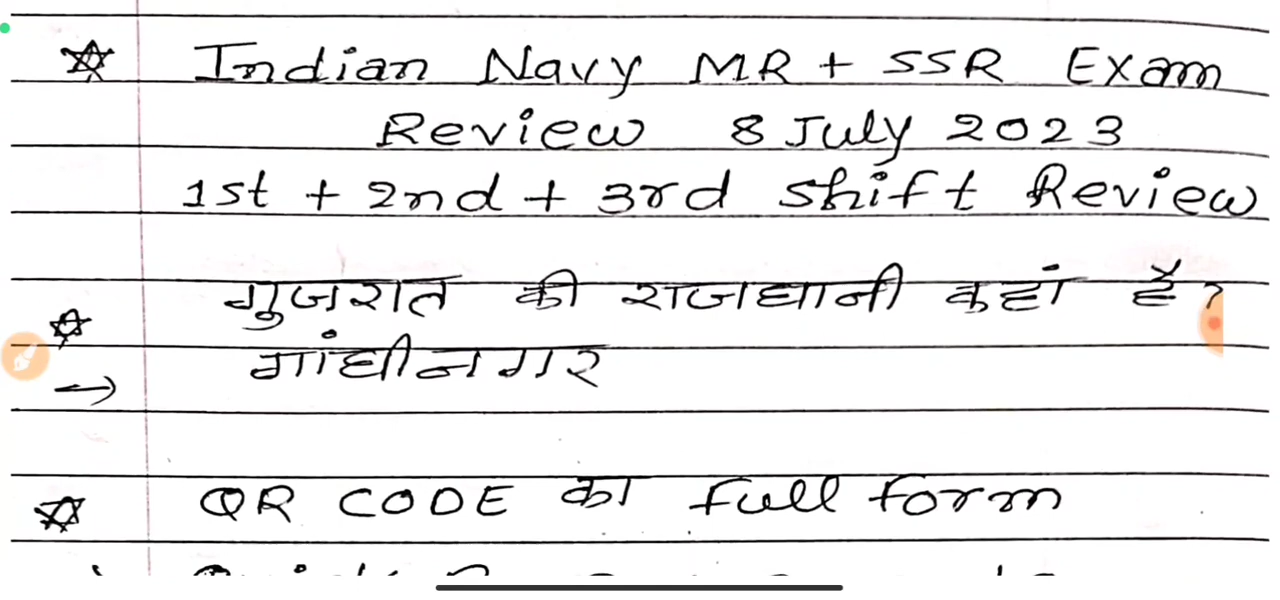 Indian Navy MR + SSR Exam
Review 8 July 2023
1st + 2nd + 3rd Shift Review
गुजरात की राजधानी कहां है?
गांधीनगर
QR CODE का full form